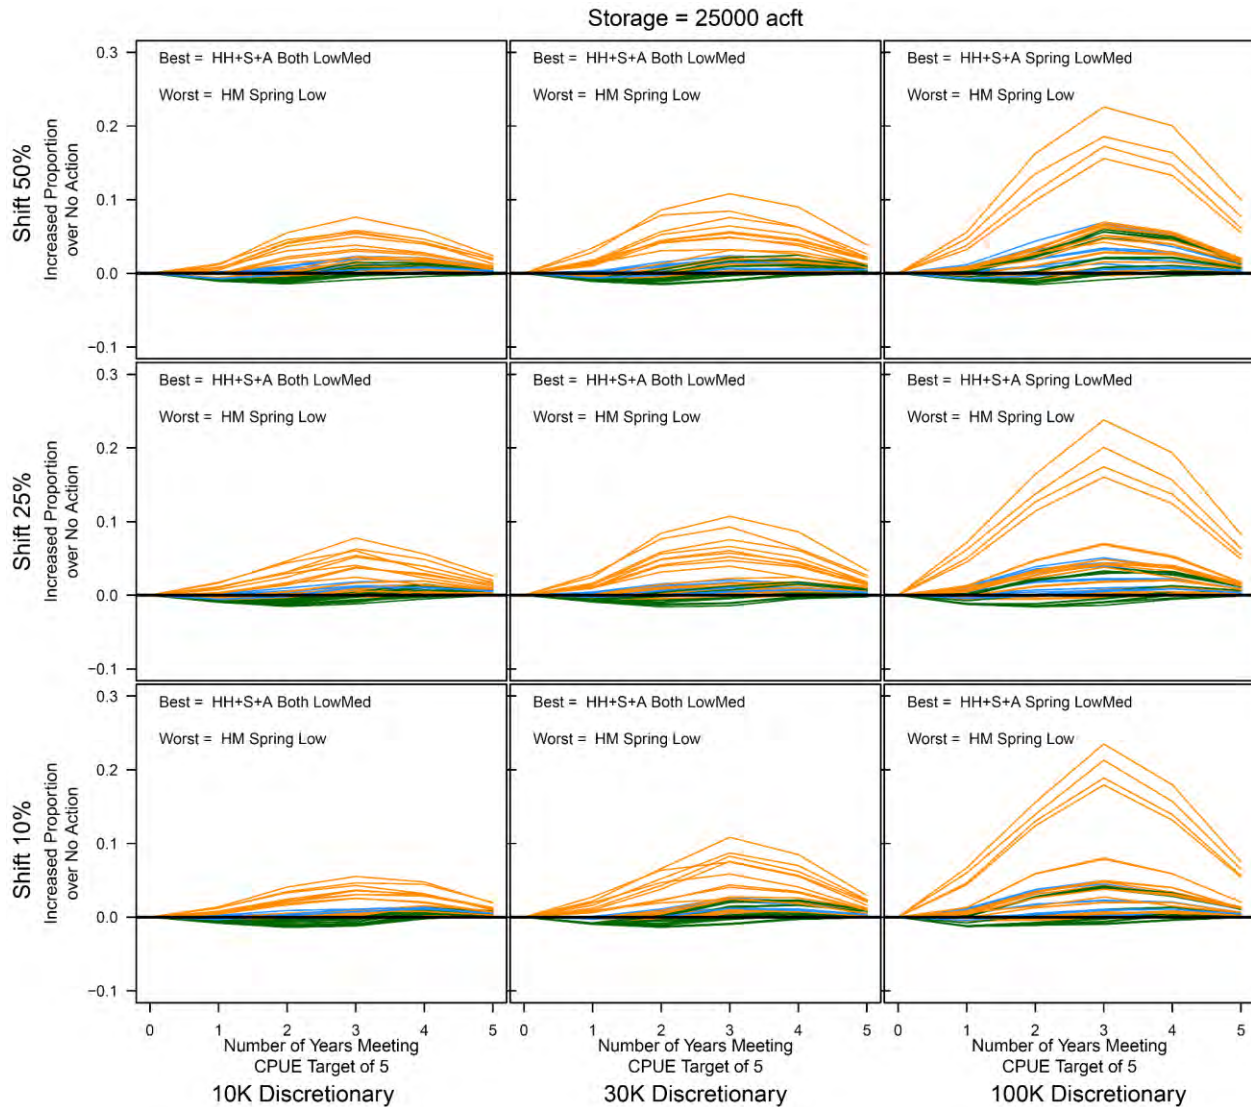 Storage = 25000 acft
Shift 50%
Increased Proportion
over No Action
0.3
0.2
0.1
0.0
−0.1
Best = HH+S+A Both LowMed
Worst = HM Spring Low
Best = HH+S+A Both LowMed
Worst = HM Spring Low
Best = HH+S+A Spring LowMed
Worst = HM Spring Low
Shift 25%
Increased Proportion
over No Action
0.3
0.2
0.1
0.0
−0.1
Best = HH+S+A Both LowMed
Worst = HM Spring Low
Best = HH+S+A Both LowMed
Worst = HM Spring Low
Best = HH+S+A Spring LowMed
Worst = HM Spring Low
Shift 10%
Increased Proportion
over No Action
0.3
0.2
0.1
0.0
−0.1
Best = HH+S+A Both LowMed
Worst = HM Spring Low
Best = HH+S+A Both LowMed
Worst = HM Spring Low
Best = HH+S+A Spring LowMed
Worst = HM Spring Low
0 1 2 3 4 5
Number of Years Meeting
CPUE Target of 5
10K Discretionary
0 1 2 3 4 5
Number of Years Meeting
CPUE Target of 5
30K Discretionary
0 1 2 3 4 5
Number of Years Meeting
CPUE Target of 5
100K Discretionary